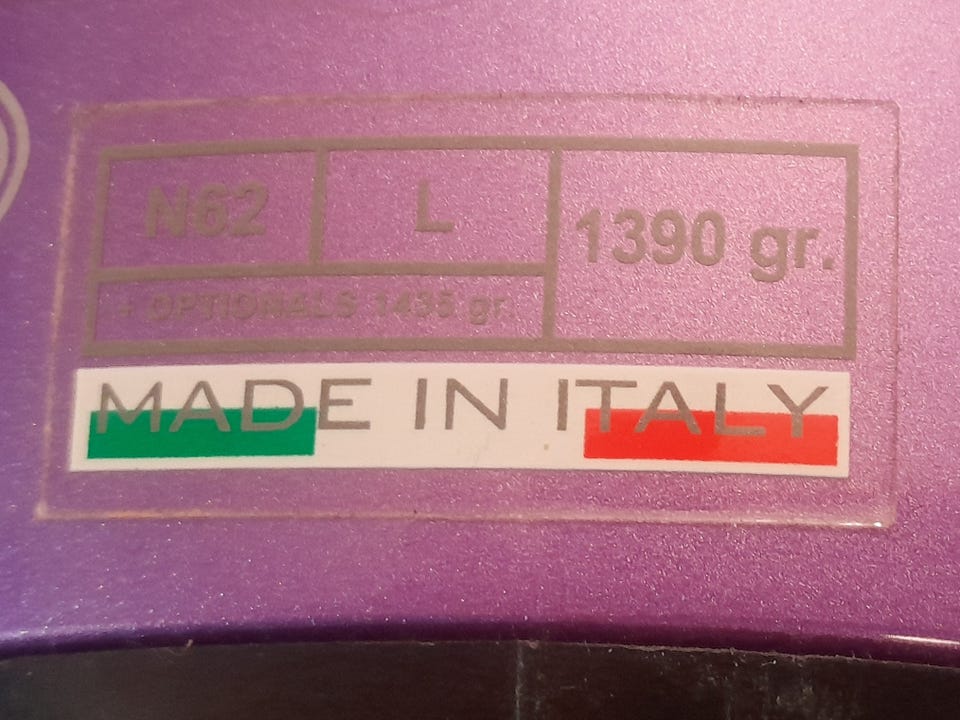 N62 L 1390 gr.
+ OPTIONALS 1435 gr.
MADE IN ITALY